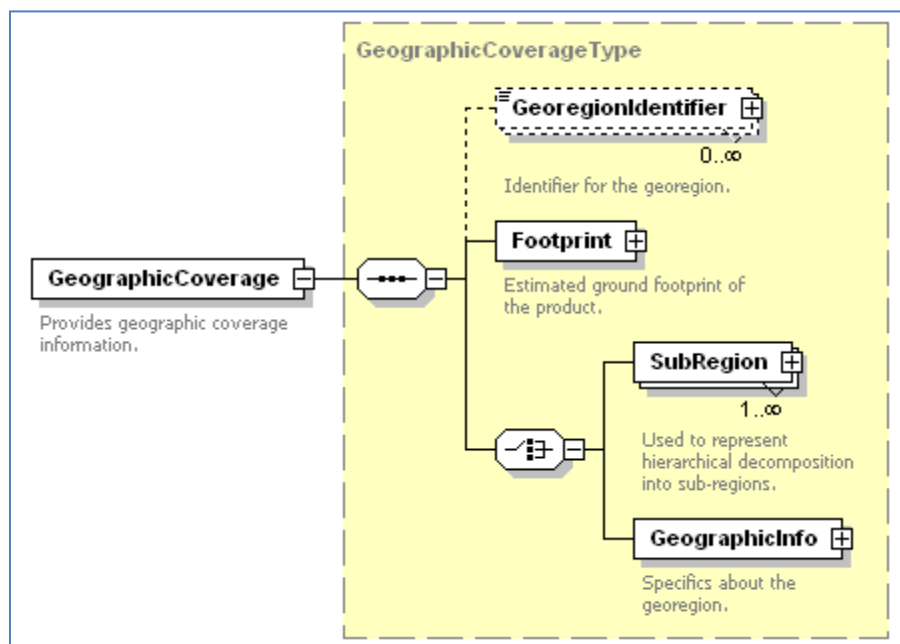 GeographicCoverageType
GeoregionIdentifier
0..∞
Identifier for the georegion.
Footprint
Estimated ground footprint of
the product.
GeographicCoverage
Provides geographic coverage
information.
SubRegion
1..∞
Used to represent
hierarchical decomposition
into sub-regions.
GeographicInfo
Specifics about the
georegion.